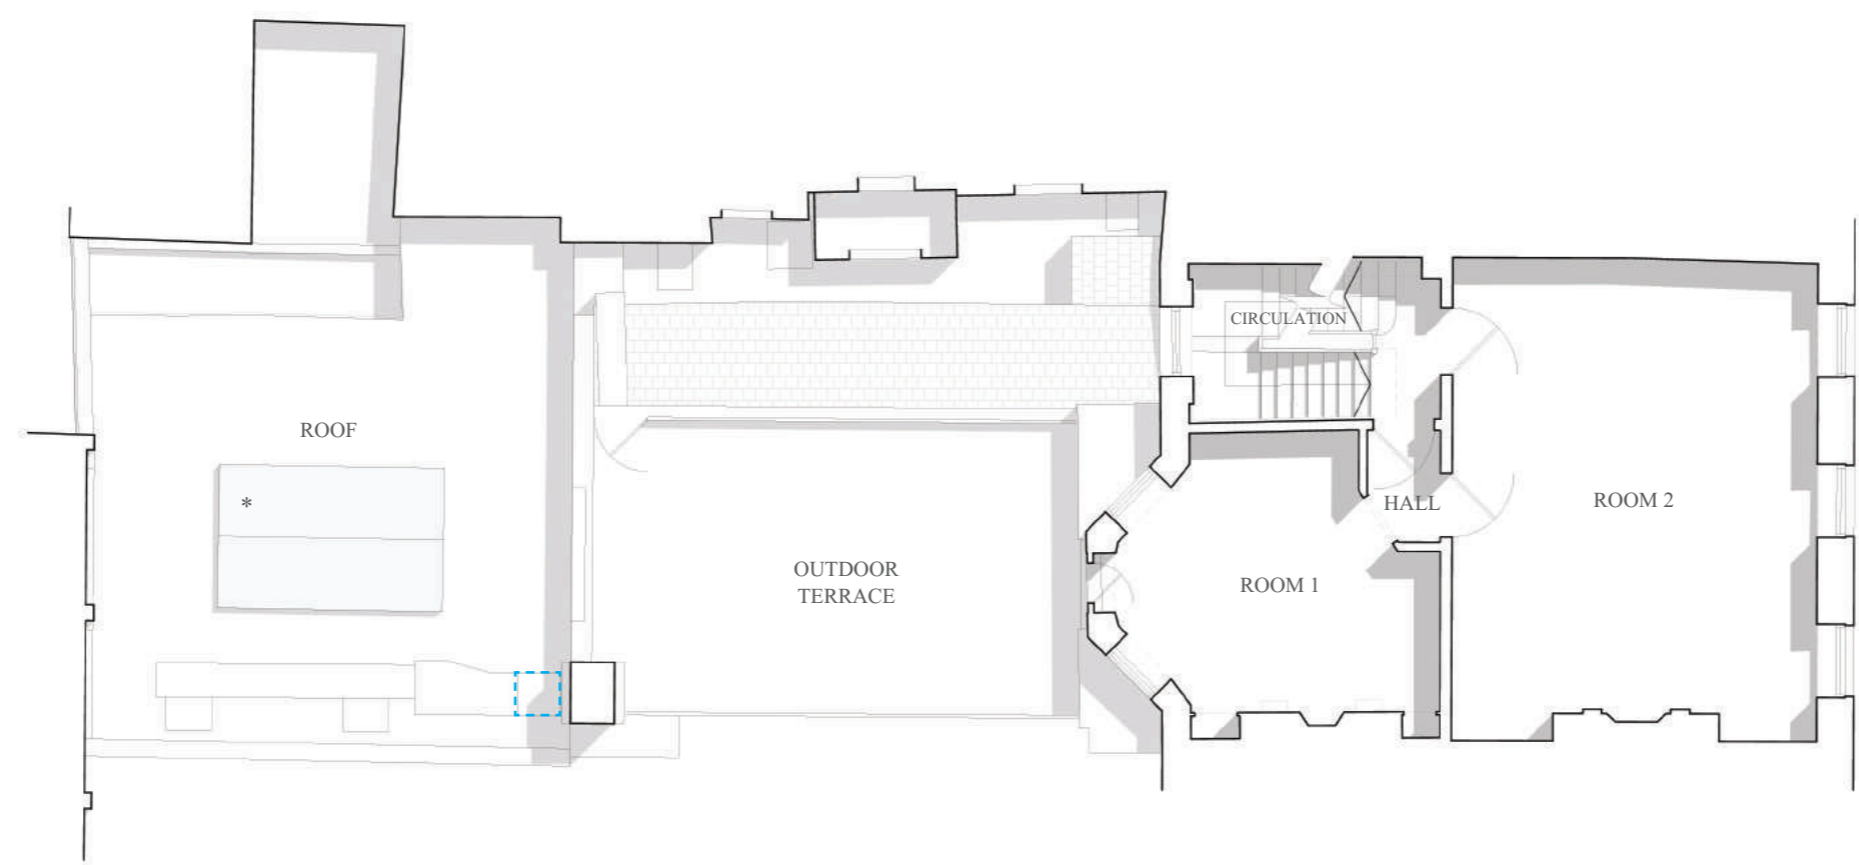 CIRCULATION
ROOF
*
HALL
ROOM 2
OUTDOOR
TERRACE
ROOM 1